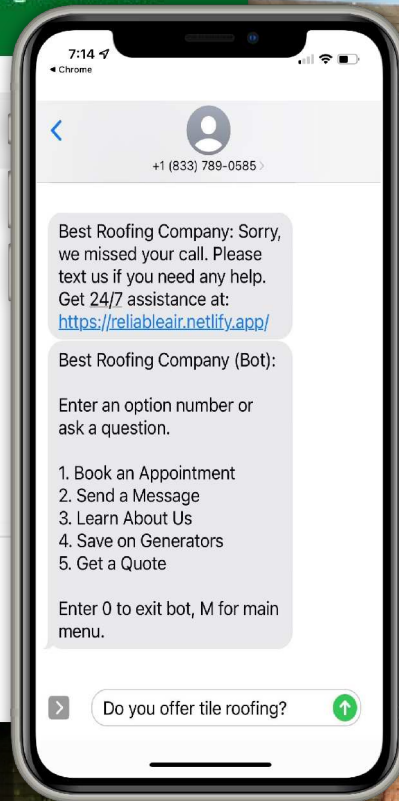 7:14
Chrome
+1 (833) 789-0585
Best Roofing Company: Sorry,
we missed your call. Please
text us if you need any help.
Get 24/7 assistance at:
https://reliableair.netlify.app/
Best Roofing Company (Bot):
Enter an option number or
ask a question.
1. Book an Appointment
2. Send a Message
3. Learn About Us
4. Save on Generators
5. Get a Quote
Enter 0 to exit bot, M for main
menu.
Do you offer tile roofing?